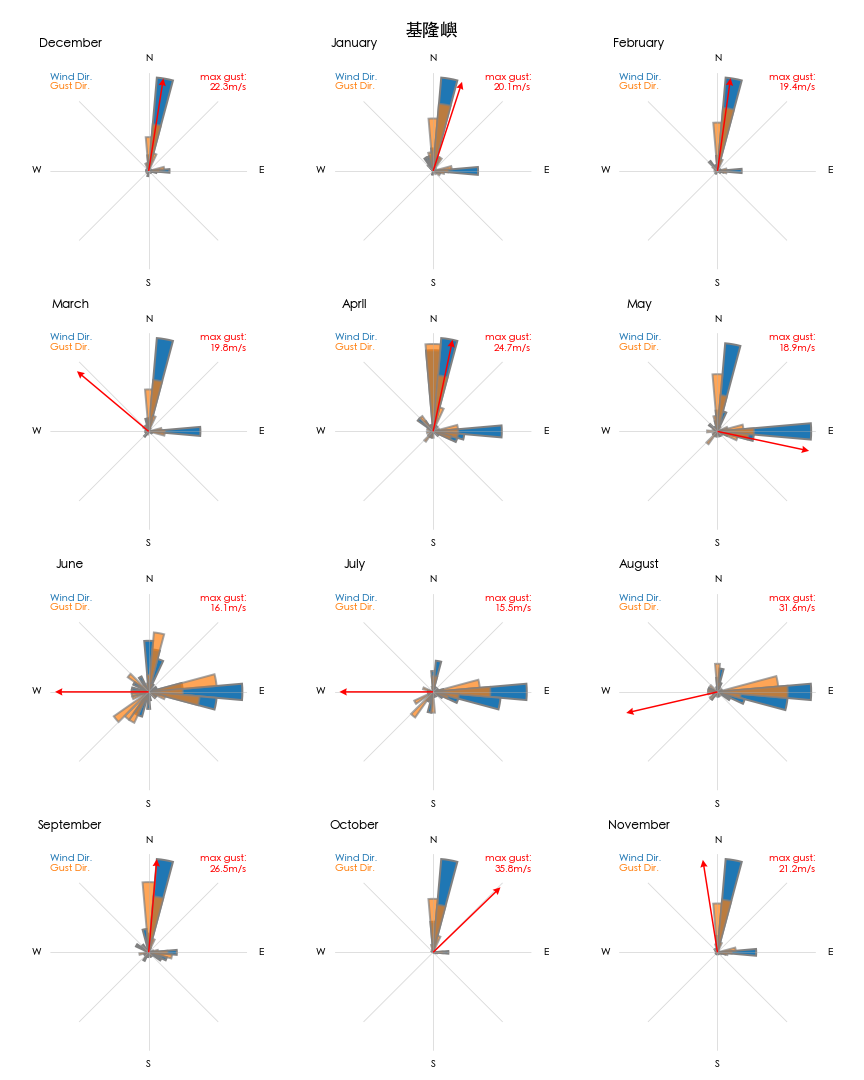 基隆嶼
December
N
Wind Dir.
Gust Dir.
max gust:
22.3m/s
W
E
S
January
N
Wind Dir.
Gust Dir.
max gust:
20.1m/s
W
E
S
February
N
Wind Dir.
Gust Dir.
max gust:
19.4m/s
W
E
S
March
N
Wind Dir.
Gust Dir.
max gust:
19.8m/s
W
E
S
April
N
Wind Dir.
Gust Dir.
max gust:
24.7m/s
W
E
S
May
N
Wind Dir.
Gust Dir.
max gust:
18.9m/s
W
E
S
June
N
Wind Dir.
Gust Dir.
max gust:
16.1m/s
W
E
S
July
N
Wind Dir.
Gust Dir.
max gust:
15.5m/s
W
E
S
August
N
Wind Dir.
Gust Dir.
max gust:
31.6m/s
W
E
S
September
N
Wind Dir.
Gust Dir.
max gust:
26.5m/s
W
E
S
October
N
Wind Dir.
Gust Dir.
max gust:
35.8m/s
W
E
S
November
N
Wind Dir.
Gust Dir.
max gust:
21.2m/s
W
E
S